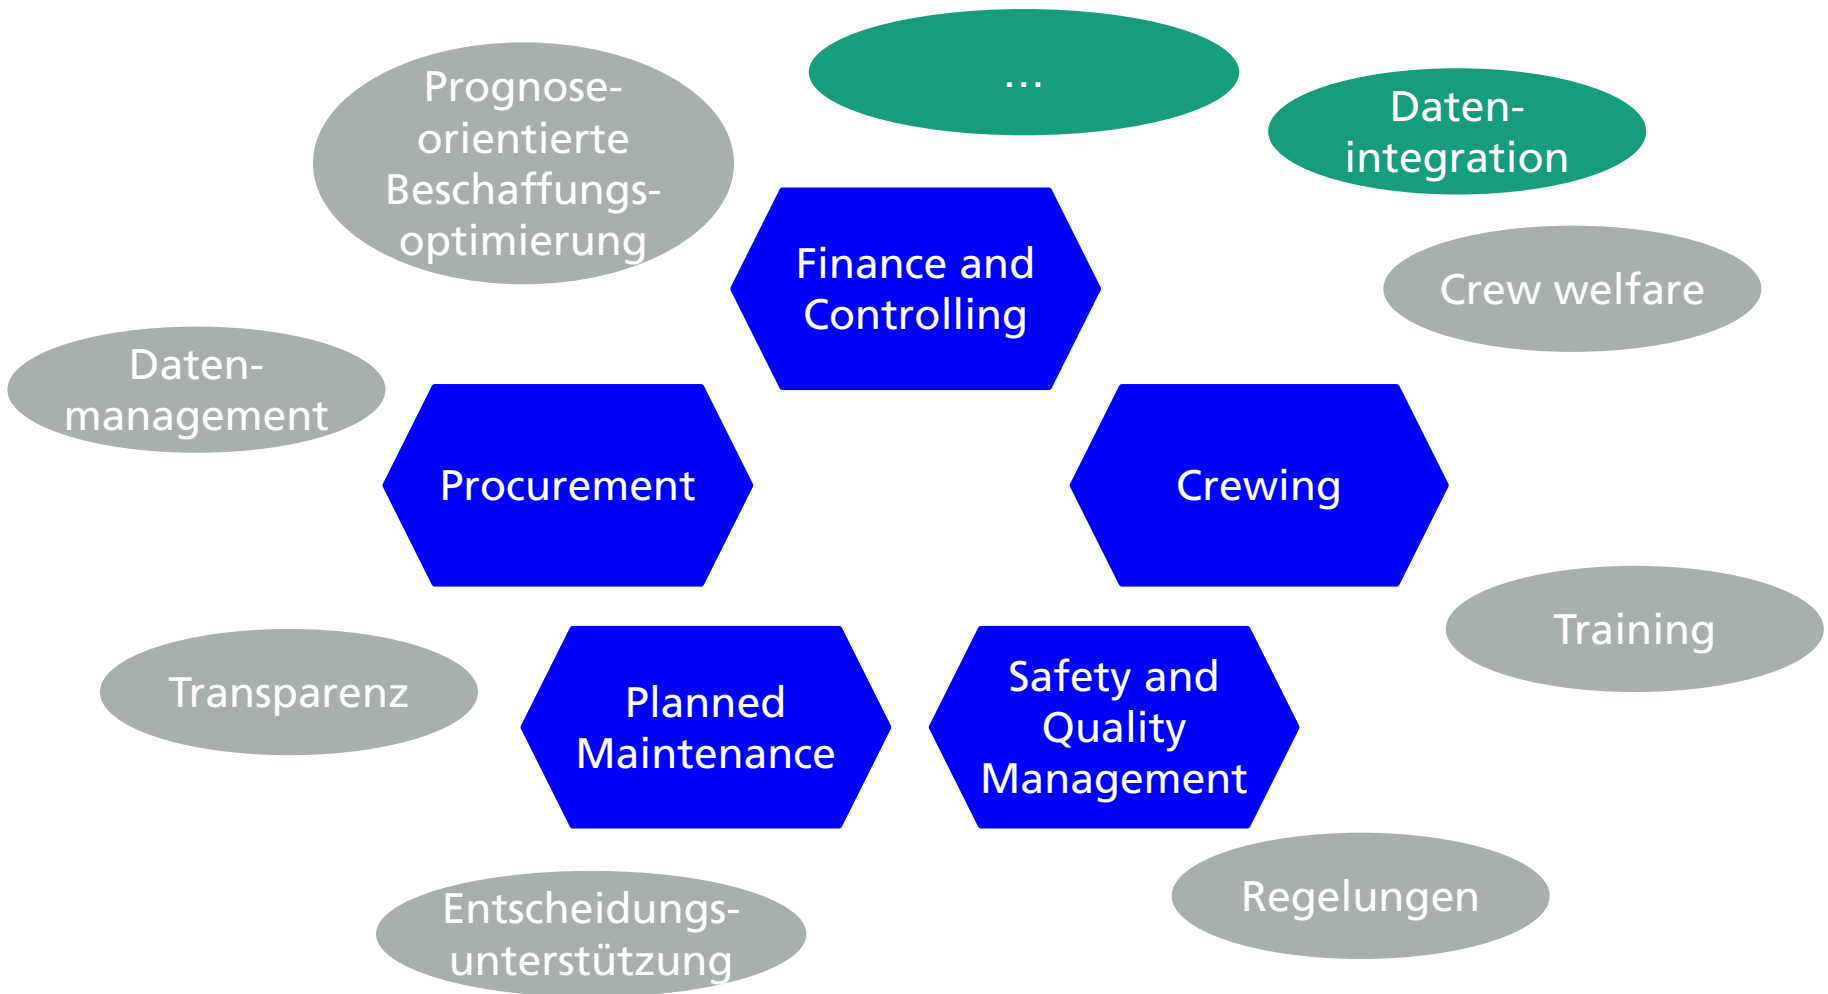 ...
Prognose-
orientierte
Beschaffungs-
optimierung
Daten-
integration
Finance and
Controlling
Crew welfare
Daten-
management
Procurement
Crewing
Training
Transparenz
Planned
Maintenance
Safety and
Quality
Management
Entscheidungs-
unterstützung
Regelungen